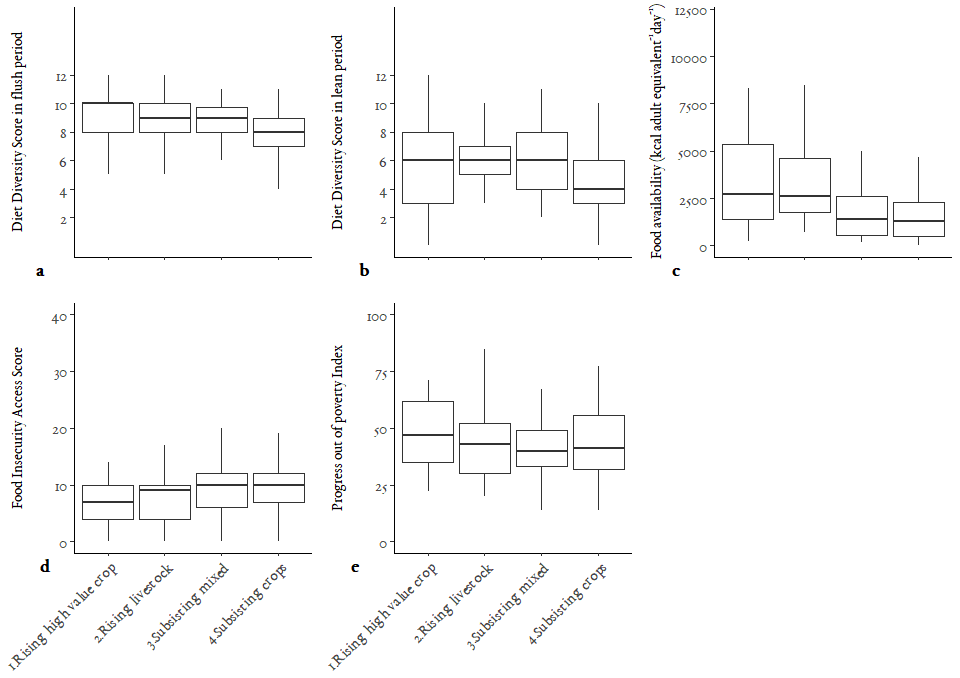 Diet Diversity Score in flush period
12
10
8
6
4
2
a
Diet Diversity Score in lean period
12
10
8
6
4
2
b
Food availability (kcal adult equivalent⁻¹day⁻¹)
12500
10000
7500
5000
2500
0
c
Food Insecurity Access Score
40
30
20
10
0
d
1.Rising high value crop
2.Rising livestock
3.Subsisting mixed
4.Subsisting crops
Progress out of poverty Index
100
75
50
25
0
e
1.Rising high value crop
2.Rising livestock
3.Subsisting mixed
4.Subsisting crops